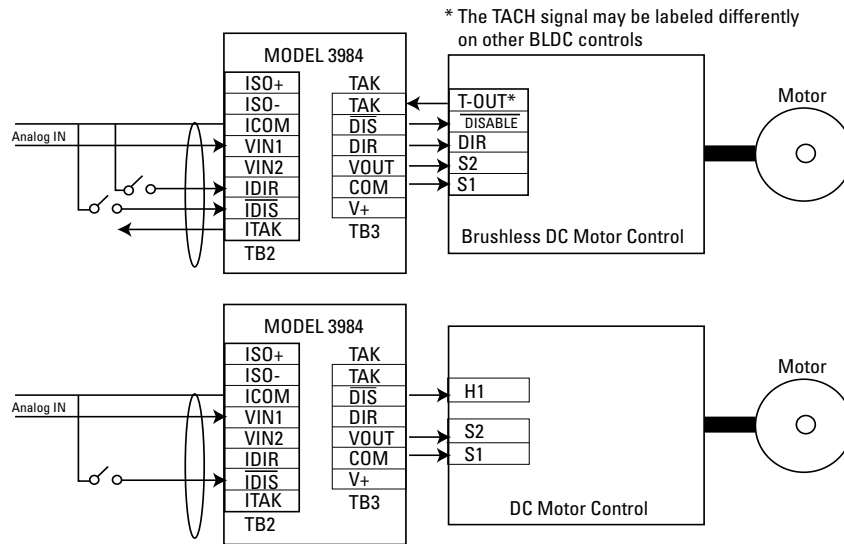 * The TACH signal may be labeled differently
on other BLDC controls
MODEL 3984
ISO+
ISO-
ICOM
VIN1
VIN2
IDIR
IDIS
ITAK
TB2
TAK
TAK
DIS
DIR
VOUT
COM
V+
TB3
Analog IN
T-OUT*
DISABLE
DIR
S2
S1
Brushless DC Motor Control
Motor
MODEL 3984
ISO+
ISO-
ICOM
VIN1
VIN2
IDIR
IDIS
ITAK
TB2
TAK
TAK
DIS
DIR
VOUT
COM
V+
TB3
Analog IN
H1
S2
S1
DC Motor Control
Motor